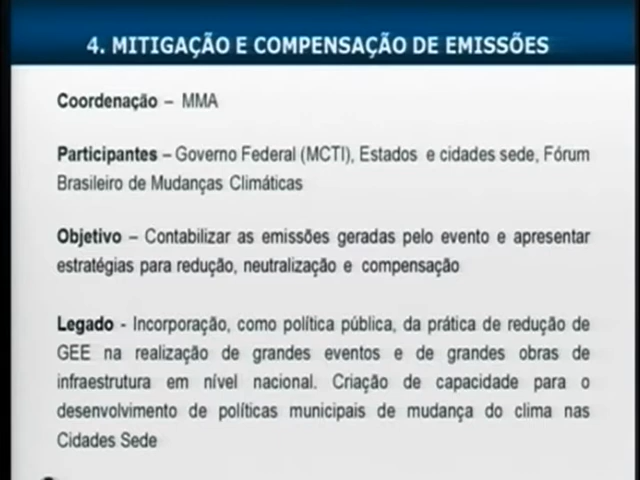 4. MITIGAÇÃO E COMPENSAÇÃO DE EMISSÕES
Coordenação – MMA
Participantes – Governo Federal (MCTI), Estados e cidades sede, Fórum
Brasileiro de Mudanças Climáticas
Objetivo – Contabilizar as emissões geradas pelo evento e apresentar
estratégias para redução, neutralização e compensação
Legado - Incorporação, como política pública, da prática de redução de
GEE na realização de grandes eventos e de grandes obras de
infraestrutura em nível nacional. Criação de capacidade para o
desenvolvimento de políticas municipais de mudança do clima nas
Cidades Sede